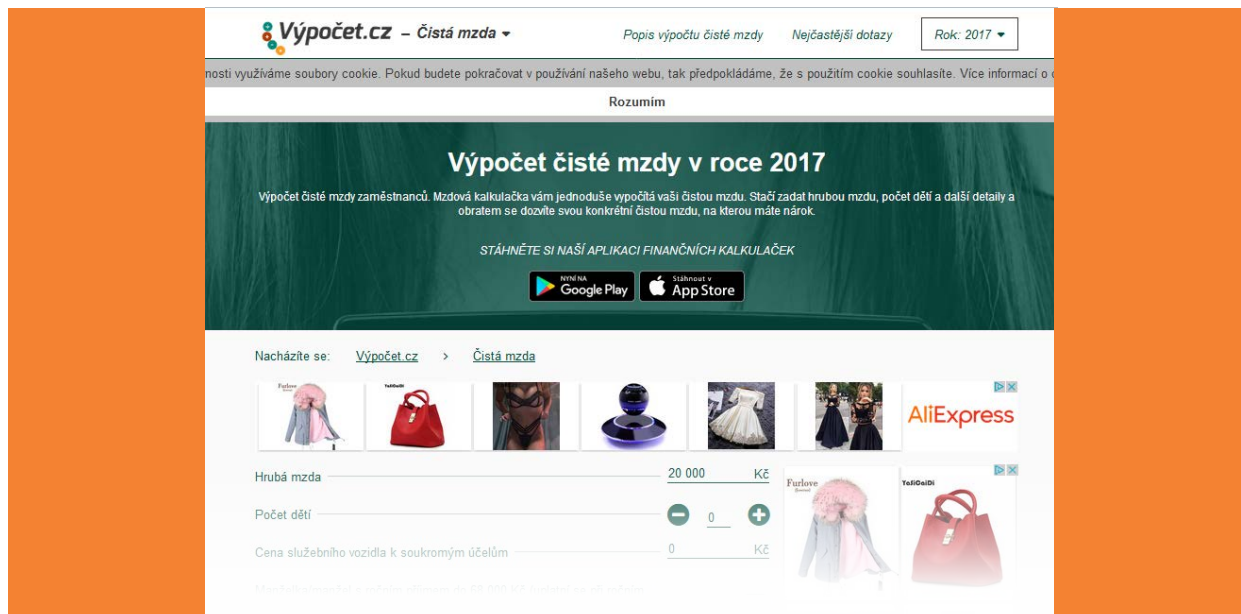 Výpočet.cz – Čistá mzda
Popis výpočtu čisté mzdy
Nejčastější dotazy
Rok: 2017
nosti využíváme soubory cookie. Pokud budete pokračovat v používání našeho webu, tak předpokládáme, že s použitím cookie souhlasíte. Více informací o
Rozumím
Výpočet čisté mzdy v roce 2017
Výpočet čisté mzdy zaměstnanců. Mzdová kalkulačka vám jednoduše vypočítá vaši čistou mzdu. Stačí zadat hrubou mzdu, počet dětí a další detaily a
obratem se dozvíte svou konkrétní čistou mzdu, na kterou máte nárok.
STÁHNĚTE SI NAŠÍ APLIKACI FINANČNÍCH KALKULAČEK
NYNÍ NA
Google Play
Stáhnout v
App Store
Nacházíte se: Výpočet.cz > Čistá mzda
Furlove
YaSiDaiDi
AliExpress
Hrubá mzda 20 000 Kč
Furlove
YaSiDaiDi
Počet dětí 0
Cena služebního vozidla k soukromým účelům 0 Kč